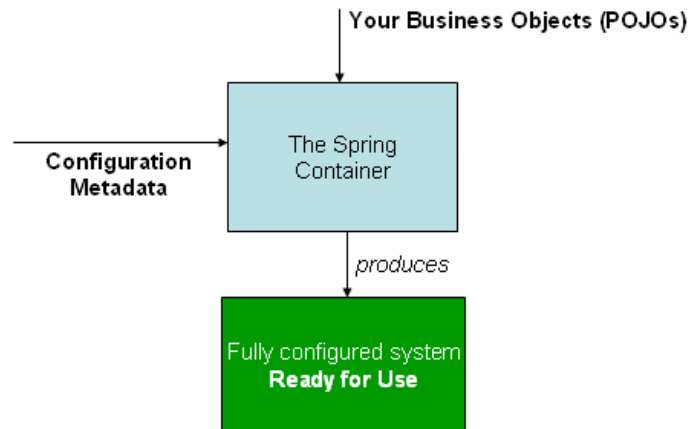 Your Business Objects (POJOs)
The Spring
Container
Configuration
Metadata
produces
Fully configured system
Ready for Use